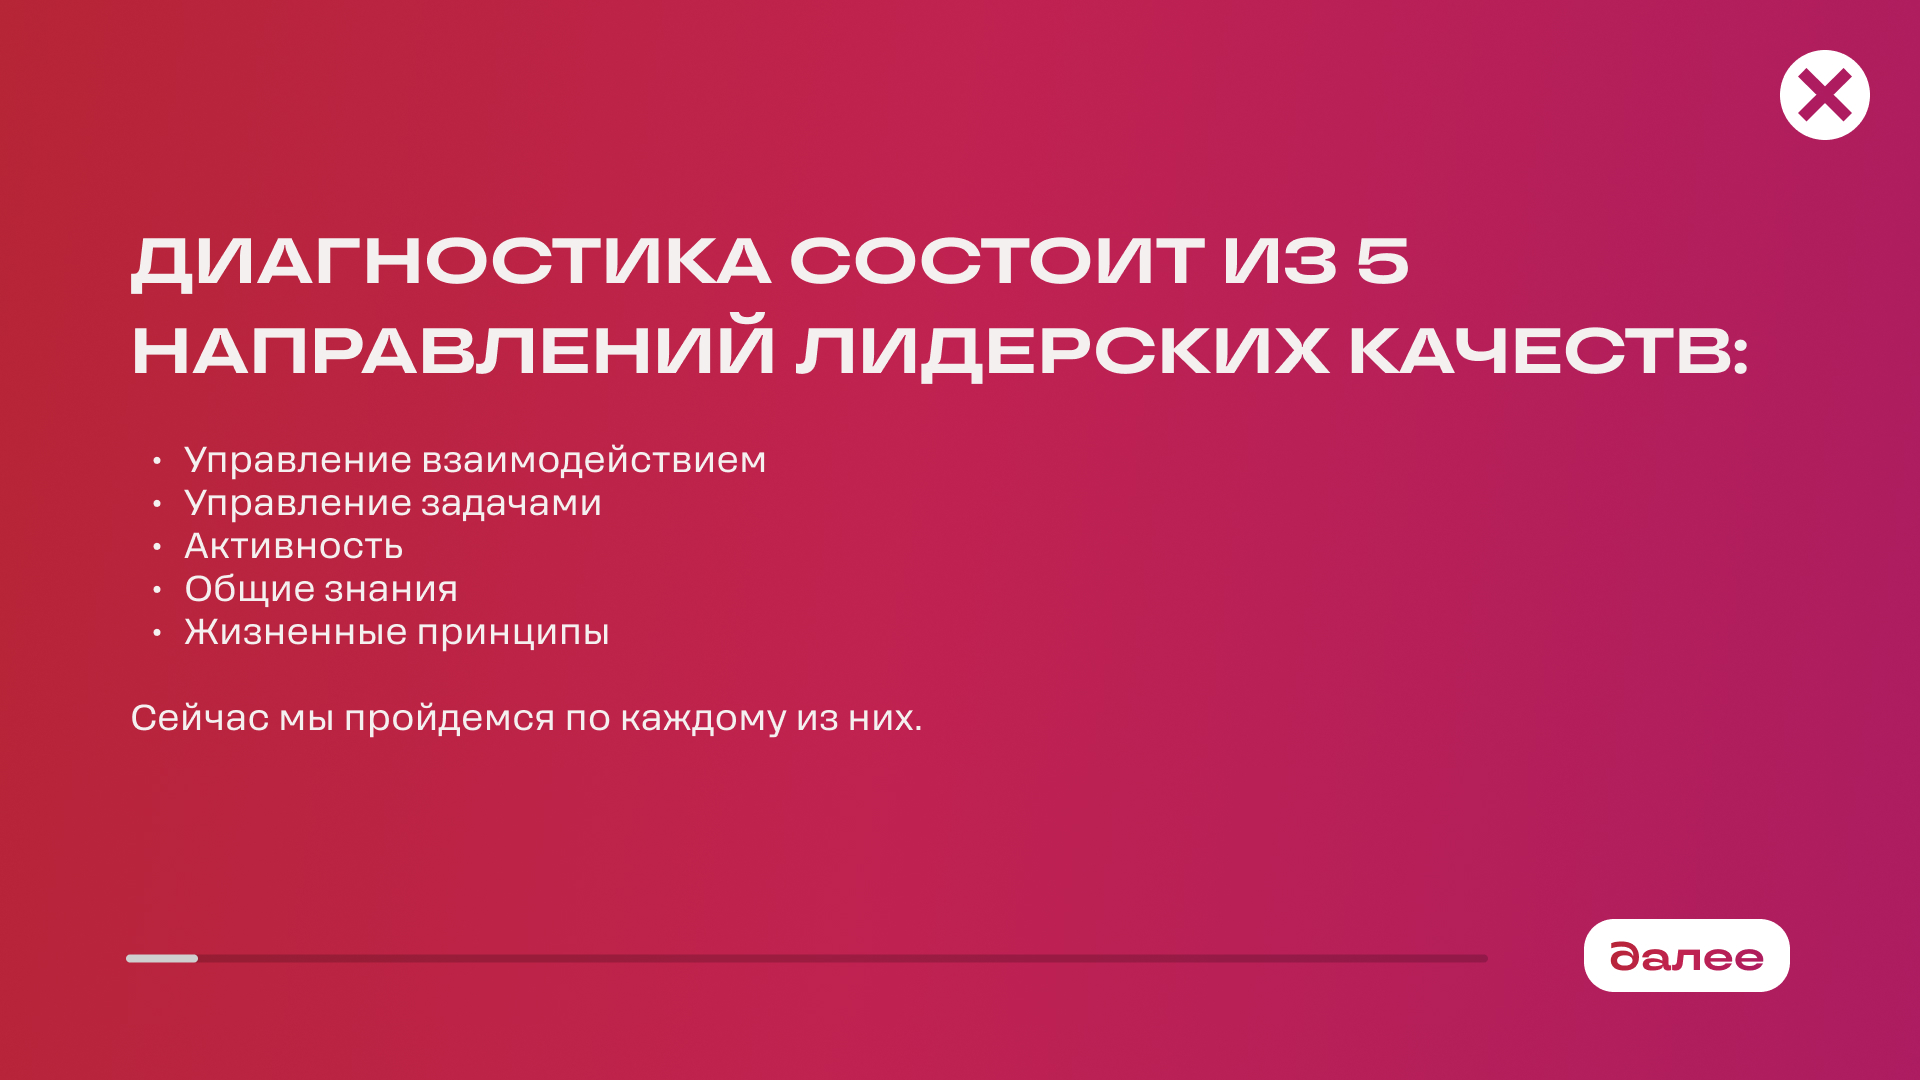 ДИАГНОСТИКА СОСТОИТ ИЗ 5
НАПРАВЛЕНИЙ ЛИДЕРСКИХ КАЧЕСТВ:
• Управление взаимодействием
• Управление задачами
• Активность
• Общие знания
• Жизненные принципы
Сейчас мы пройдемся по каждому из них.
далее